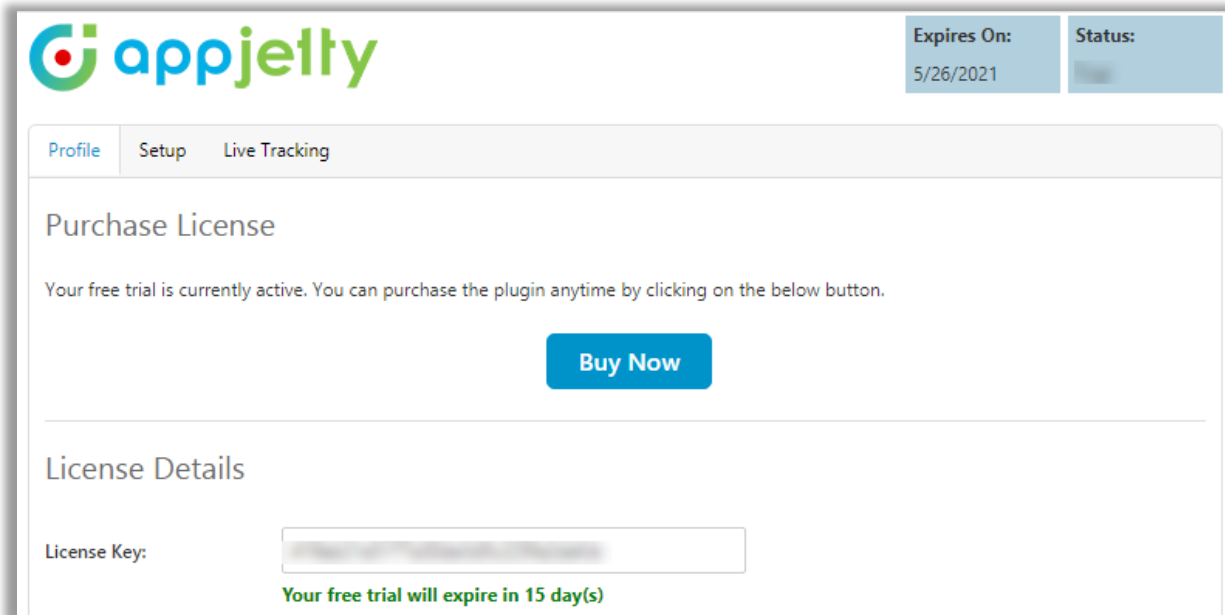 appjetty
Expires On:
5/26/2021
Status:
Profile Setup Live Tracking
Purchase License
Your free trial is currently active. You can purchase the plugin anytime by clicking on the below button.
Buy Now
License Details
License Key:
Your free trial will expire in 15 day(s)